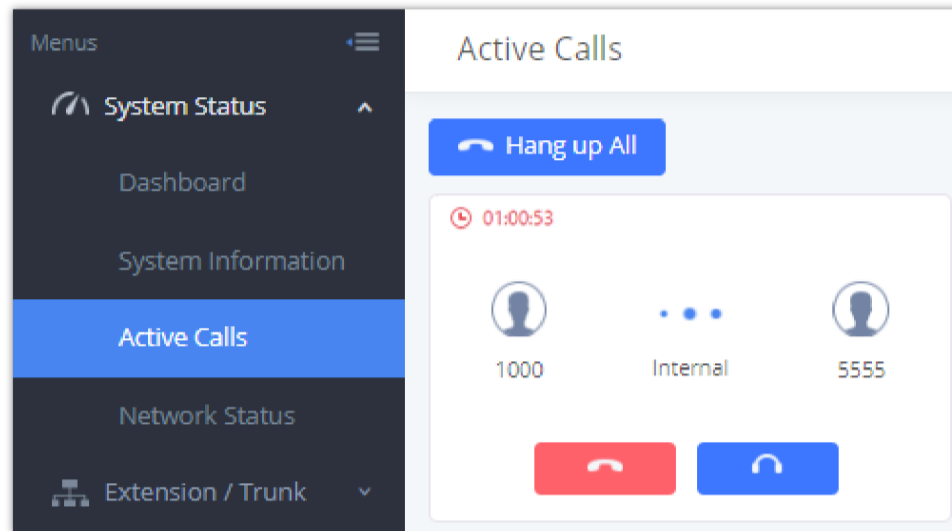 Menus
System Status
Dashboard
System Information
Active Calls
Network Status
Extension / Trunk
Active Calls
Hang up All
01:00:53
1000
Internal
5555